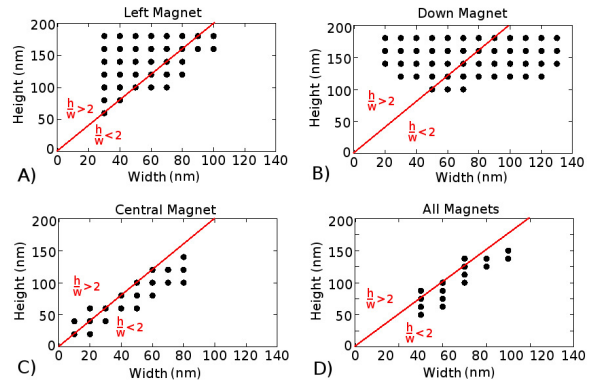 Left Magnet
200
150
100
50
0
Height (nm)
h/w>2
h/w<2
0 20 40 60 80 100 120 140
Width (nm)
A)
Down Magnet
200
150
100
50
0
Height (nm)
h/w>2
h/w<2
0 20 40 60 80 100 120 140
Width (nm)
B)
Central Magnet
200
150
100
50
0
Height (nm)
h/w>2
h/w<2
0 20 40 60 80 100 120 140
Width (nm)
C)
All Magnets
200
150
100
50
0
Height (nm)
h/w>2
h/w<2
0 20 40 60 80 100 120 140
Width (nm)
D)